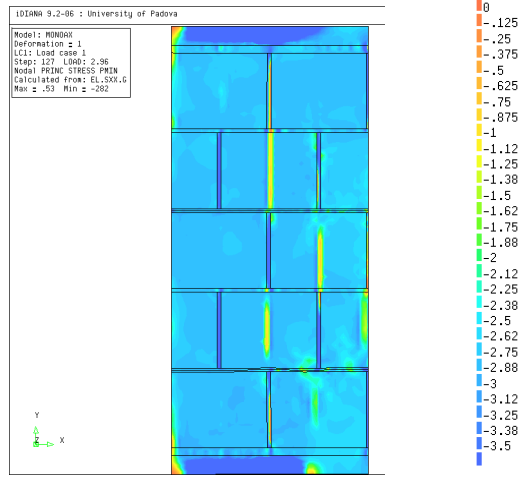 iDIANA 9.2-06 : University of Padova
Model: MONOAX
Deformation = 1
LC1: Load case 1
Step: 127 LOAD: 2.96
Nodal PRINC STRESS PMIN
Calculated from: EL.SXX.G
Max = .53 Min = -282
0
-.125
-.25
-.375
-.5
-.625
-.75
-.875
-1
-1.12
-1.25
-1.38
-1.5
-1.62
-1.75
-1.88
-2
-2.12
-2.25
-2.38
-2.5
-2.62
-2.75
-2.88
-3
-3.12
-3.25
-3.38
-3.5
Y
Z X